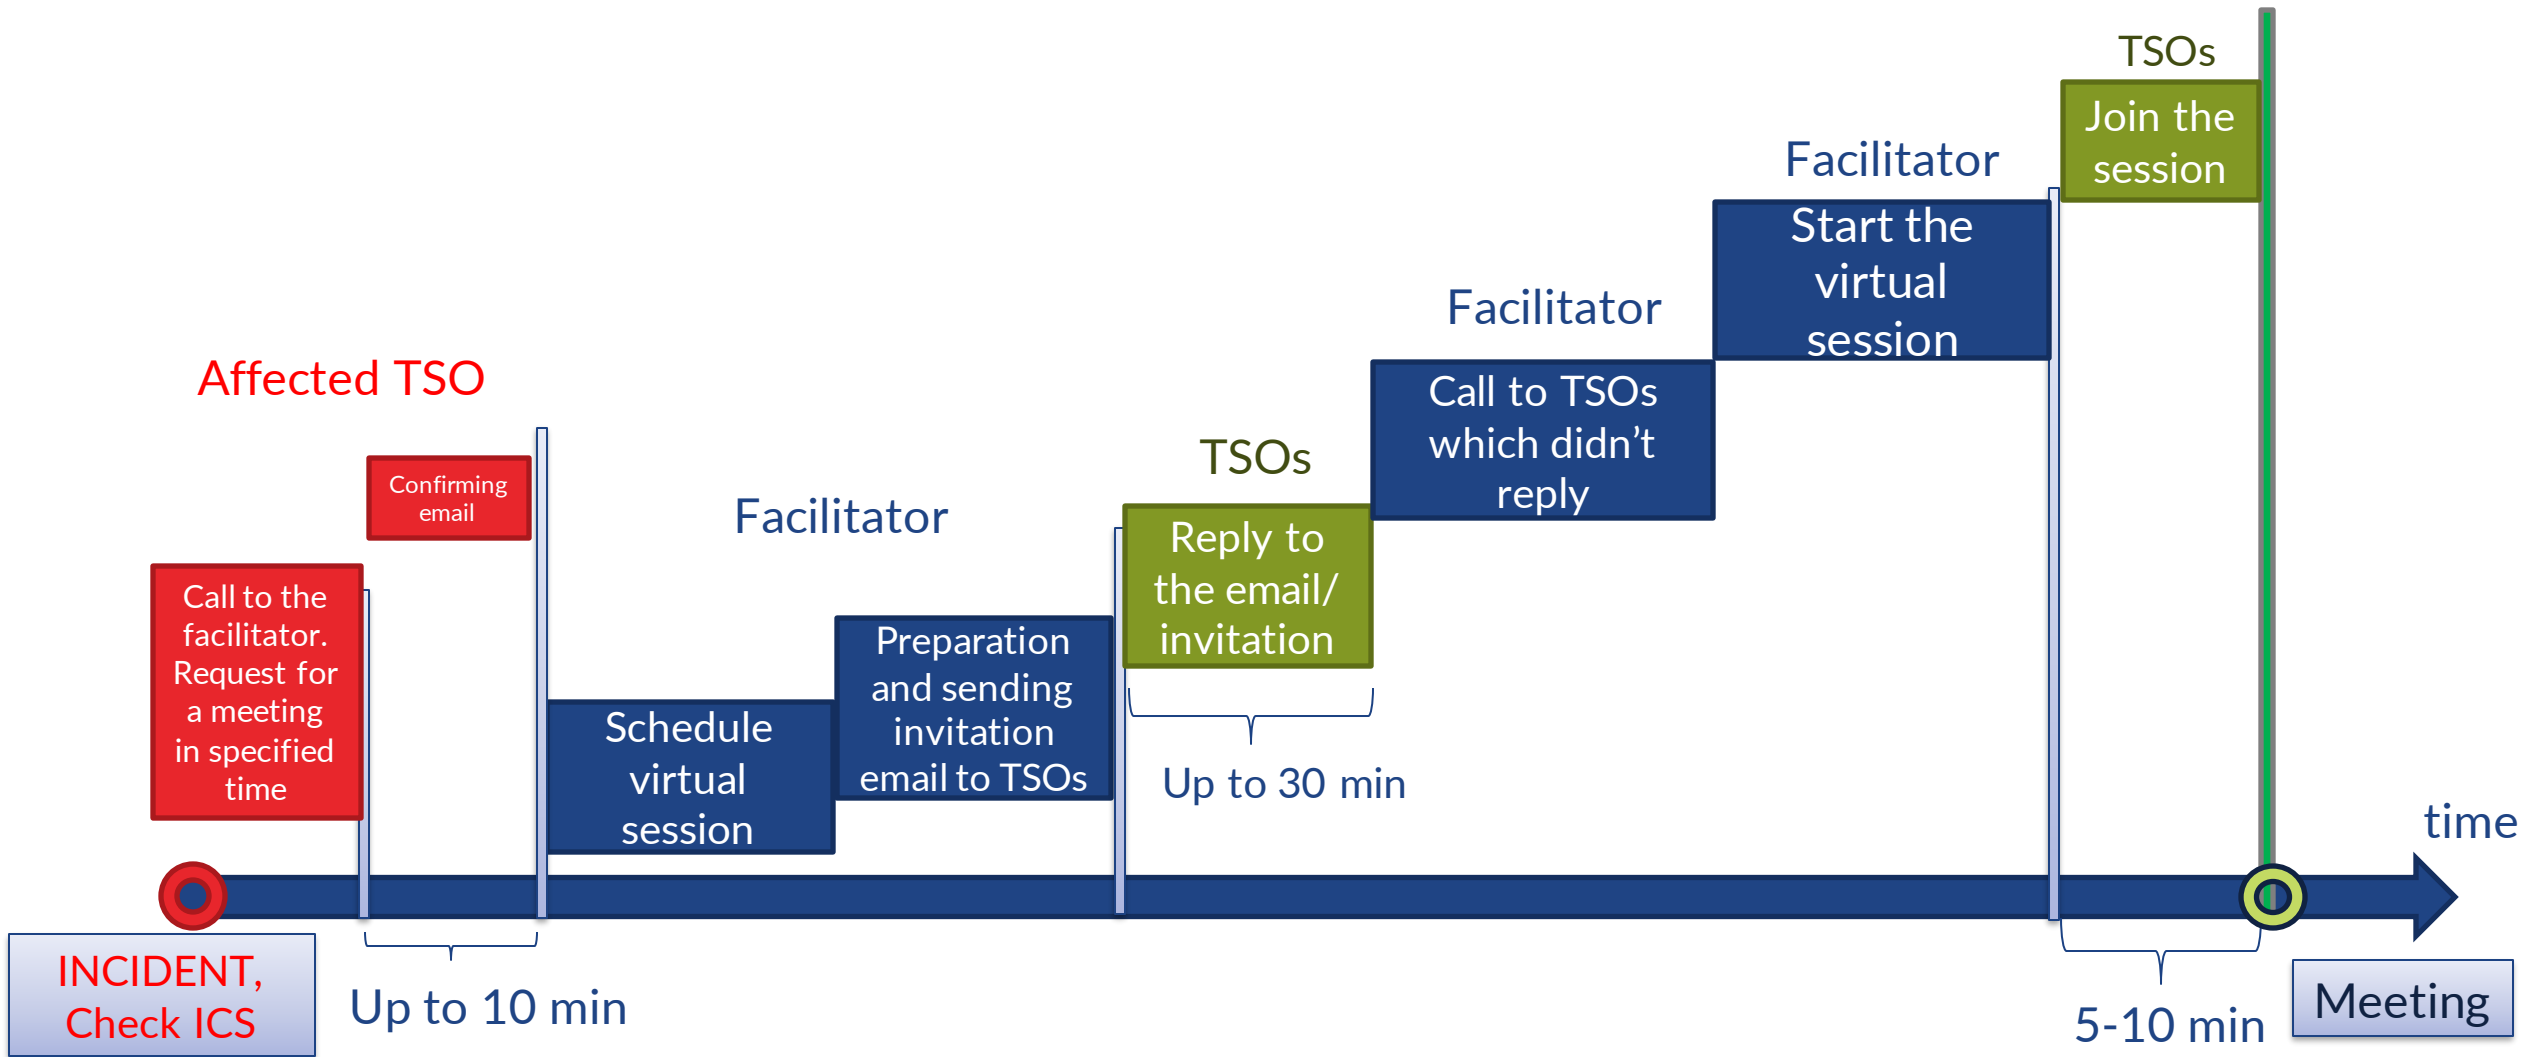 TSOs
Join the
session
Facilitator
Start the
virtual
session
Facilitator
Call to TSOs
which didn’t
reply
Affected TSO
Confirming
email
Call to the
facilitator.
Request for
a meeting
in specified
time
Facilitator
Schedule
virtual
session
Preparation
and sending
invitation
email to TSOs
TSOs
Reply to
the email/
invitation
Up to 30 min
time
INCIDENT,
Check ICS
Up to 10 min
5-10 min
Meeting